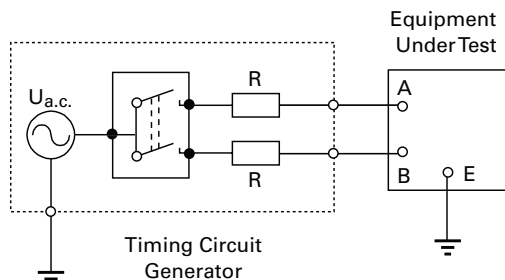 Equipment
Under Test
U a.c.
R
A
R
B
E
Timing Circuit
Generator